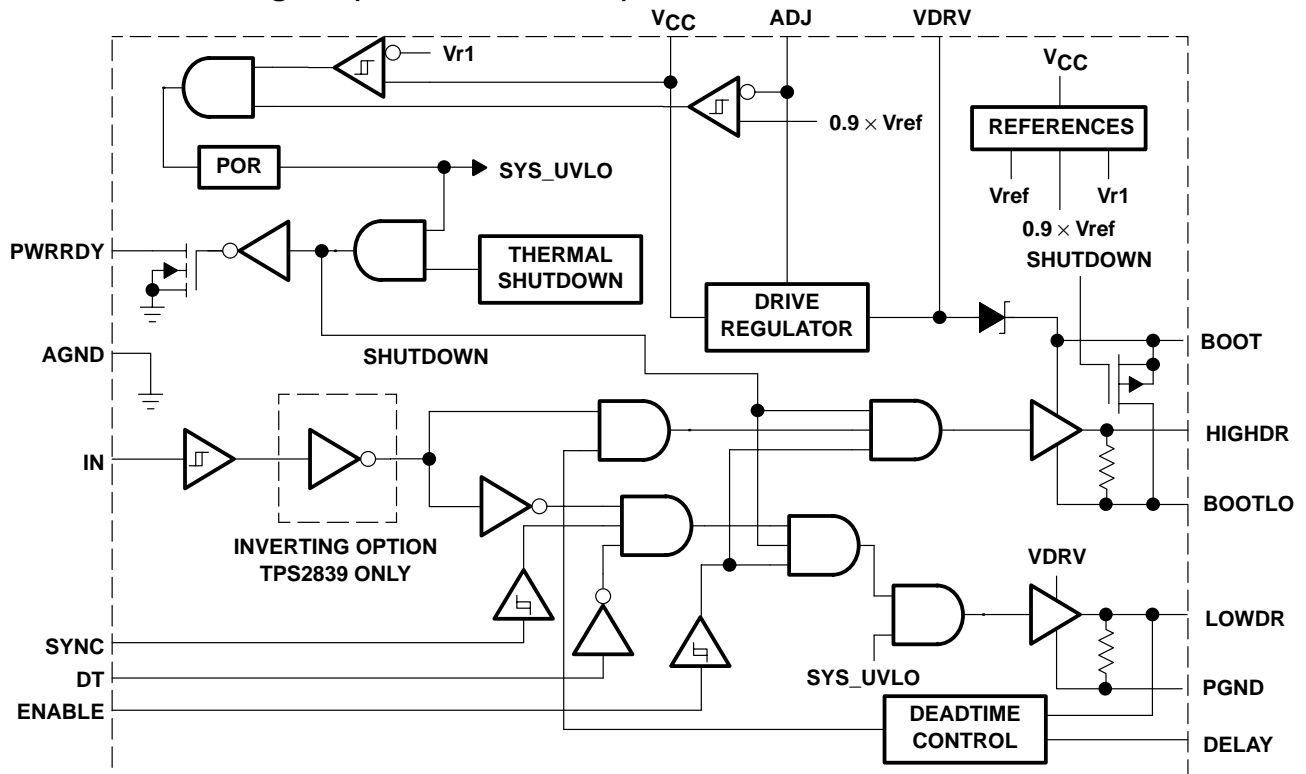 VCC
ADJ
VDRV
Vr1
VCC
0.9 × Vref
REFERENCES
POR
SYS_UVLO
Vref
Vr1
0.9 × Vref
PWRRDY
THERMAL
SHUTDOWN
SHUTDOWN
DRIVE
REGULATOR
BOOT
AGND
SHUTDOWN
HIGHDR
IN
BOOTLO
INVERTING OPTION
TPS2839 ONLY
VDRV
LOWDR
SYNC
DT
SYS_UVLO
PGND
ENABLE
DEADTIME
CONTROL
DELAY